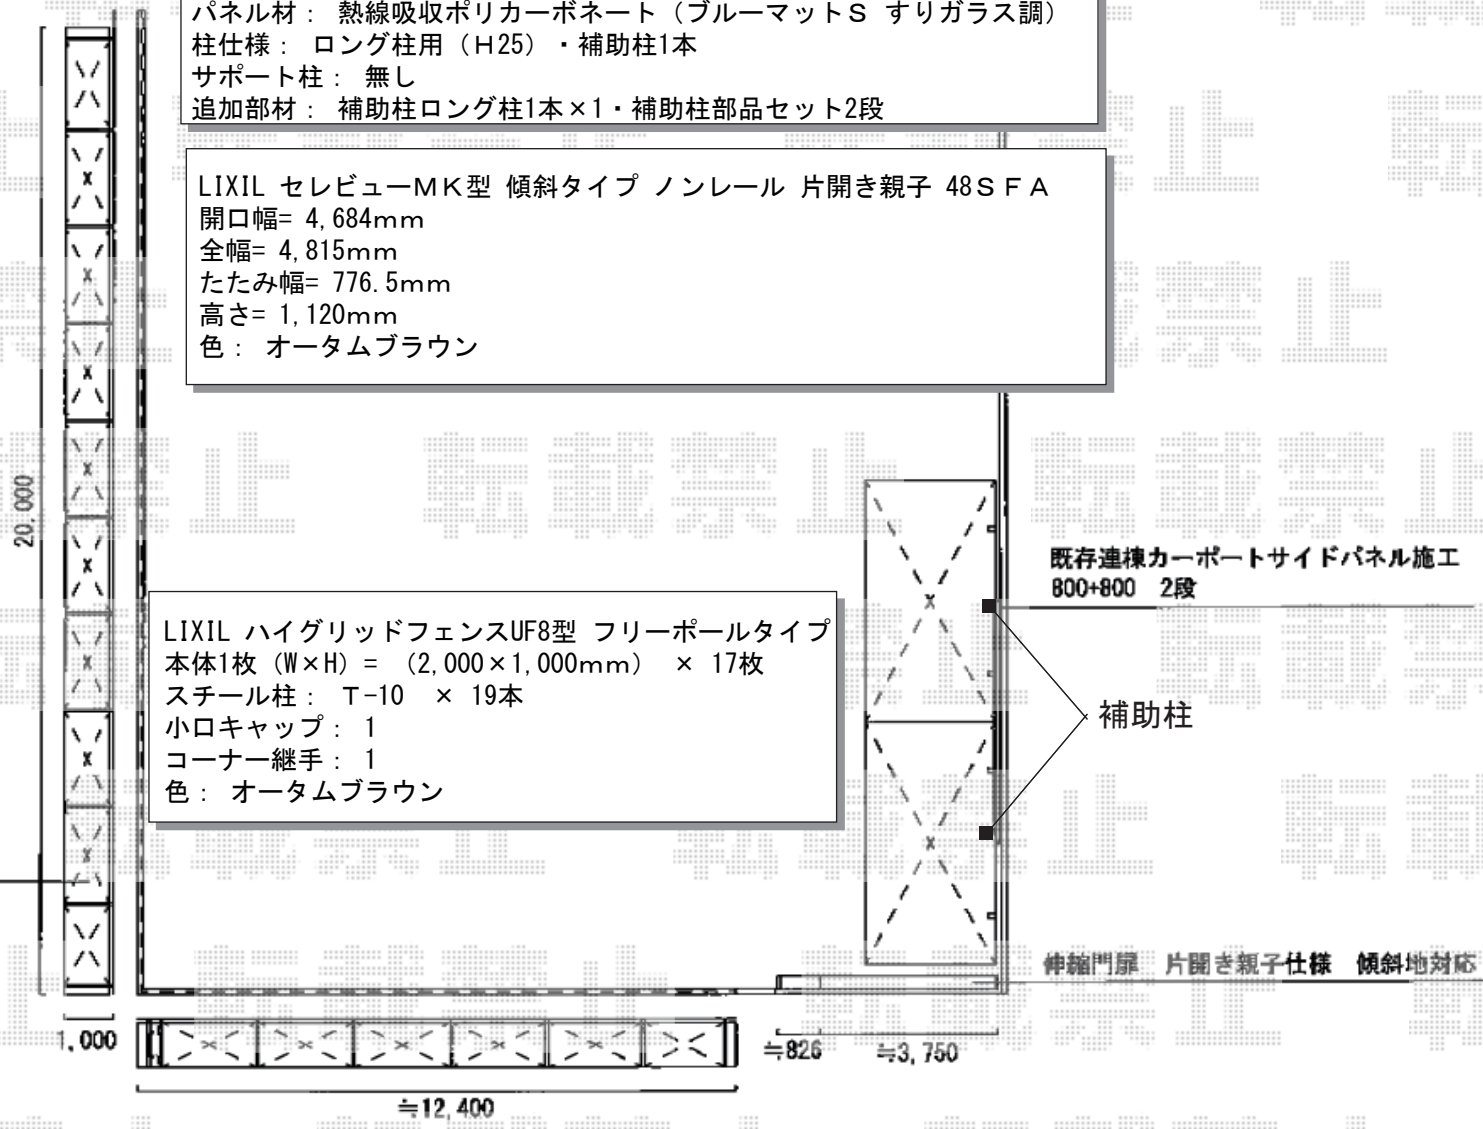 パネル材： 熱線吸収ポリカーボネート（ブルーマットＳ すりガラス調）
柱仕様： ロング柱用（Ｈ25）・補助柱1本
サポート柱： 無し
追加部材： 補助柱ロング柱1本×1・補助柱部品セット2段
LIXIL セレビューＭＫ型 傾斜タイプ ノンレール 片開き親子 48ＳＦＡ
開口幅= 4,684mm
全幅= 4,815mm
たたみ幅= 776.5mm
高さ= 1,120mm
色： オータムブラウン
20,000
既存連棟カーポートサイドパネル施工
800+800 2段
LIXIL ハイグリッドフェンスUF8型 フリーポールタイプ
本体1枚（W×H）= （2,000×1,000mm） × 17枚
スチール柱： Ｔ-10 × 19本
小口キャップ： 1
コーナー継手： 1
色： オータムブラウン
補助柱
伸縮門扉 片開き親子仕様 傾斜地対応
1,000
≒826
≒3,750
≒12,400
転載禁止